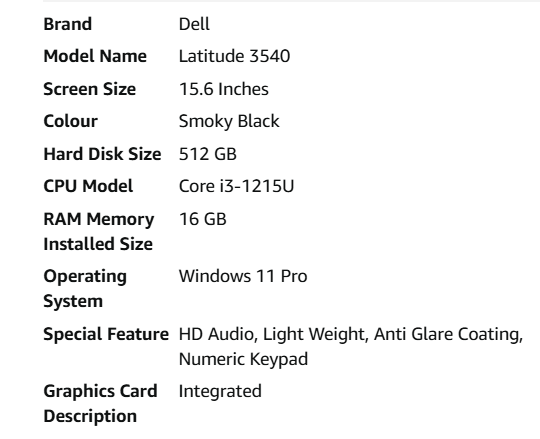 Brand Dell
Model Name Latitude 3540
Screen Size 15.6 Inches
Colour Smoky Black
Hard Disk Size 512 GB
CPU Model Core i3-1215U
RAM Memory 16 GB
Installed Size
Operating Windows 11 Pro
System
Special Feature HD Audio, Light Weight, Anti Glare Coating,
Numeric Keypad
Graphics Card Integrated
Description